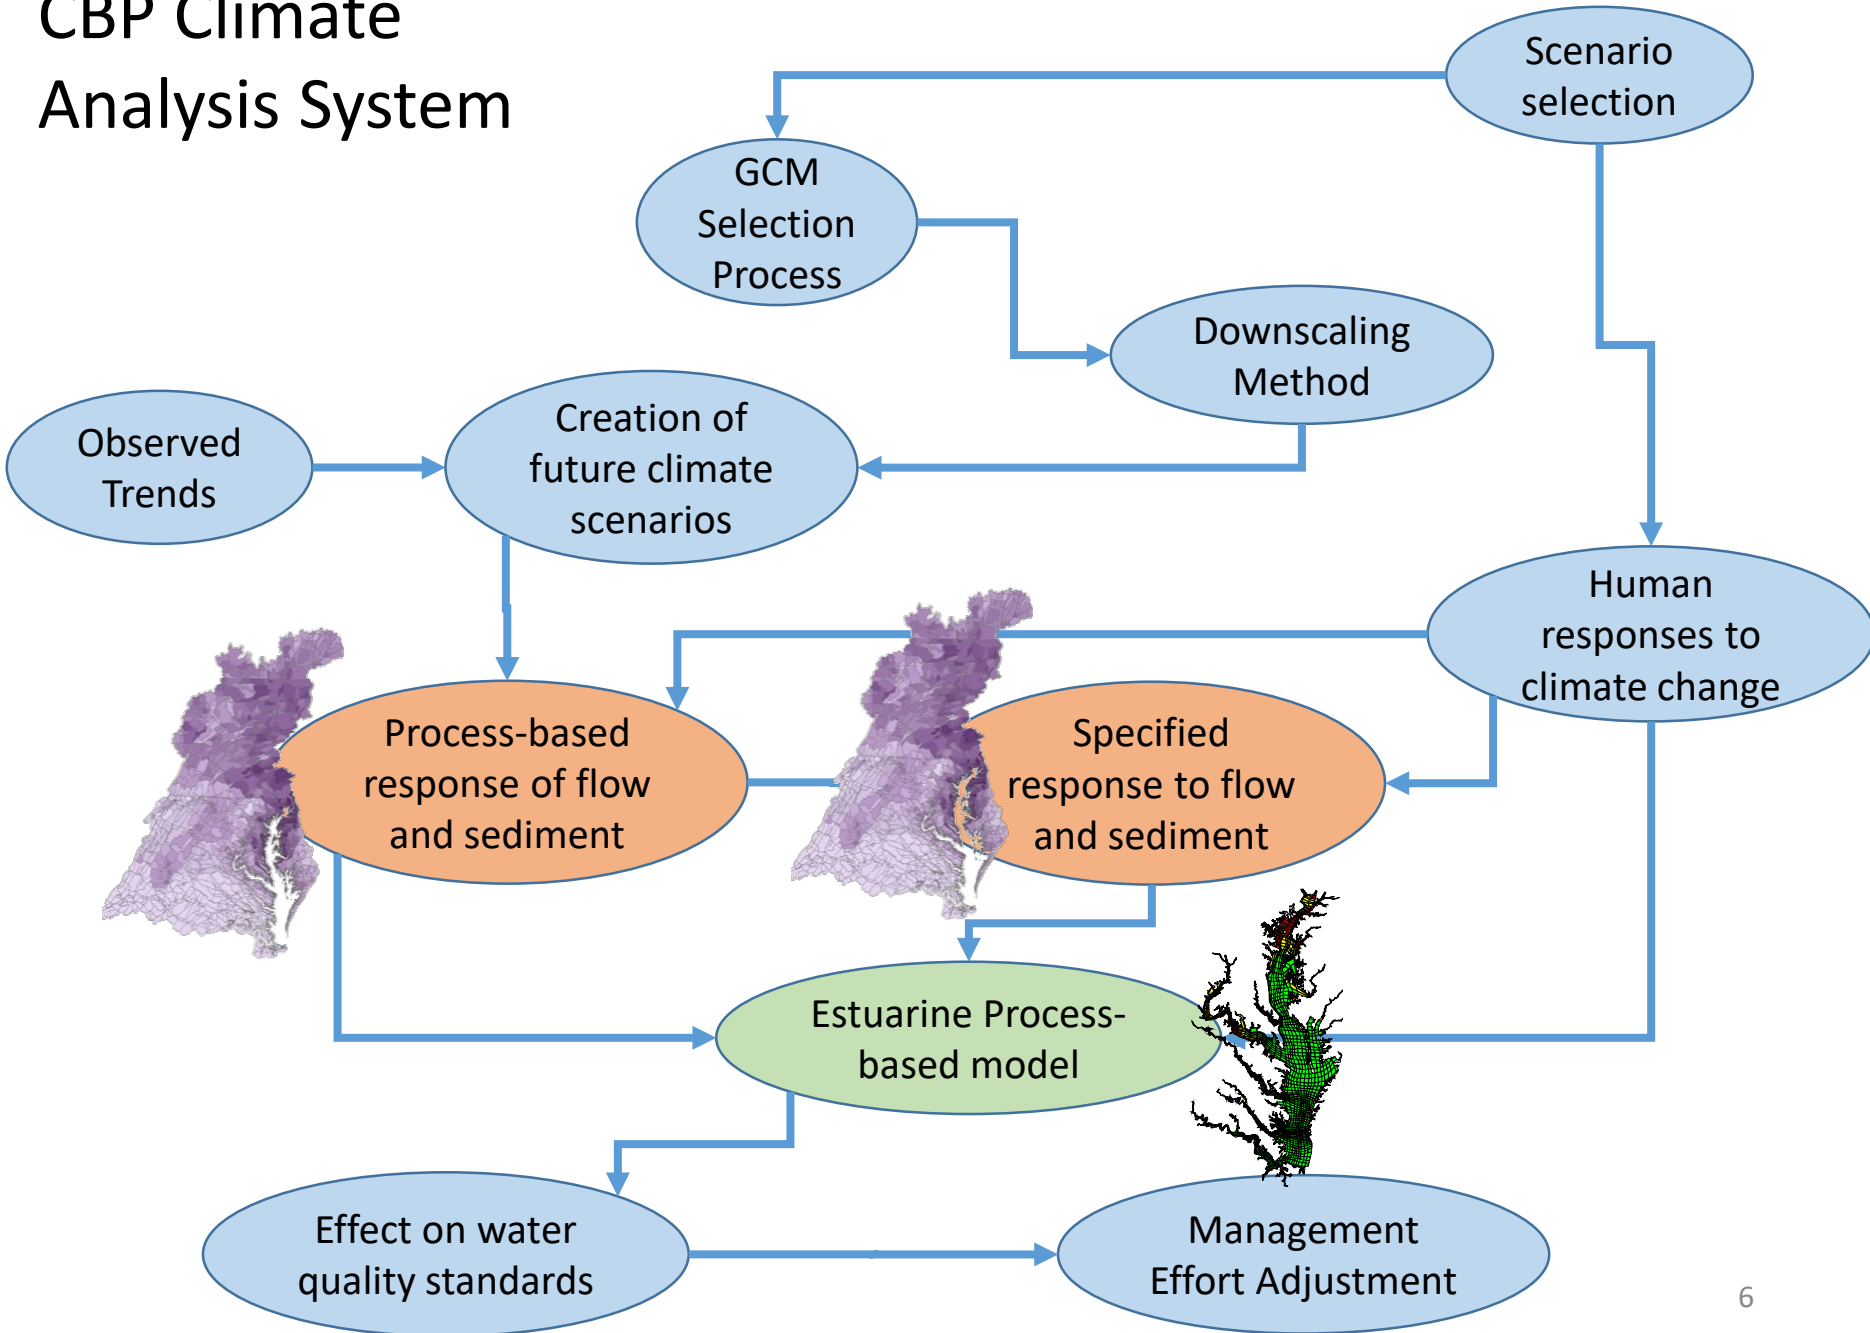 CBP Climate
Analysis System
Scenario
selection
GCM
Selection
Process
Downscaling
Method
Observed
Trends
Creation of
future climate
scenarios
Human
responses to
climate change
Process-based
response of flow
and sediment
Specified
response to flow
and sediment
Estuarine Process-
based model
Effect on water
quality standards
Management
Effort Adjustment
6